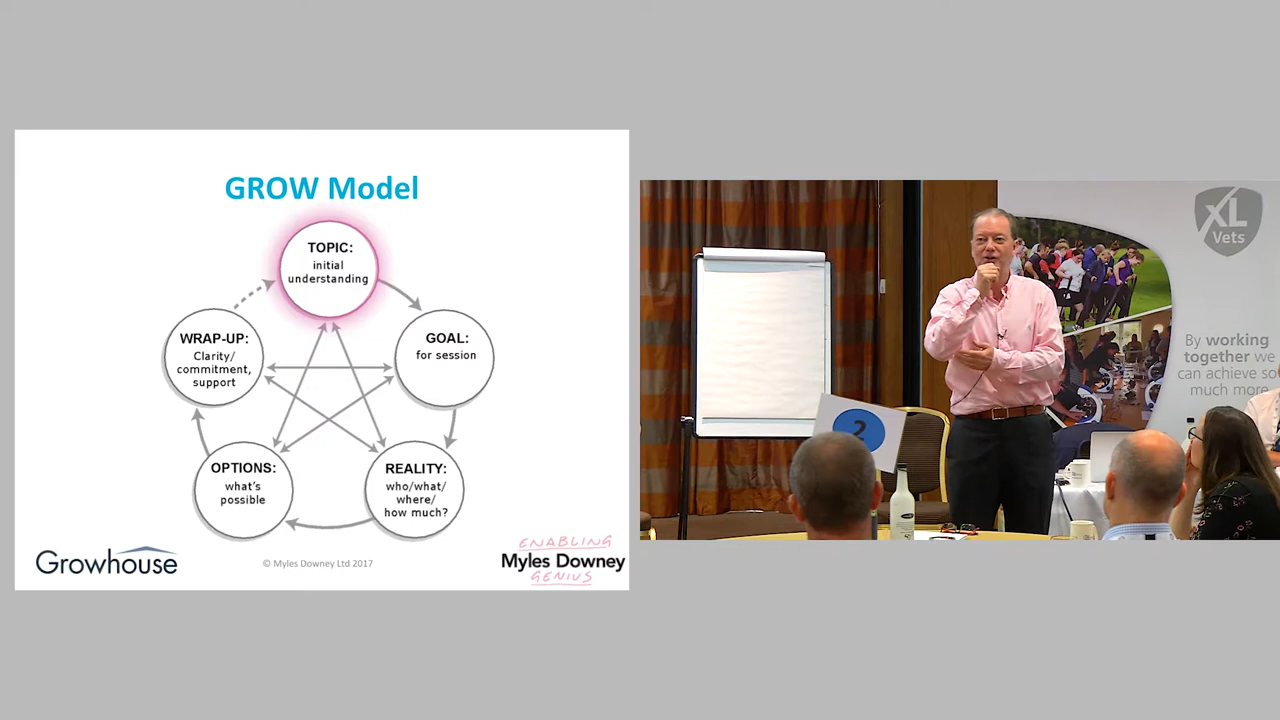 GROW Model
TOPIC:
initial
understanding
GOAL:
for session
REALITY:
who/what/
where/
how much?
OPTIONS:
what's
possible
WRAP-UP:
Clarity/
commitment,
support
Growhouse
© Myles Downey Ltd 2017
ENABLING
Myles Downey
GENIUS
XL
Vets
By working
together we
can achieve so
much more
2